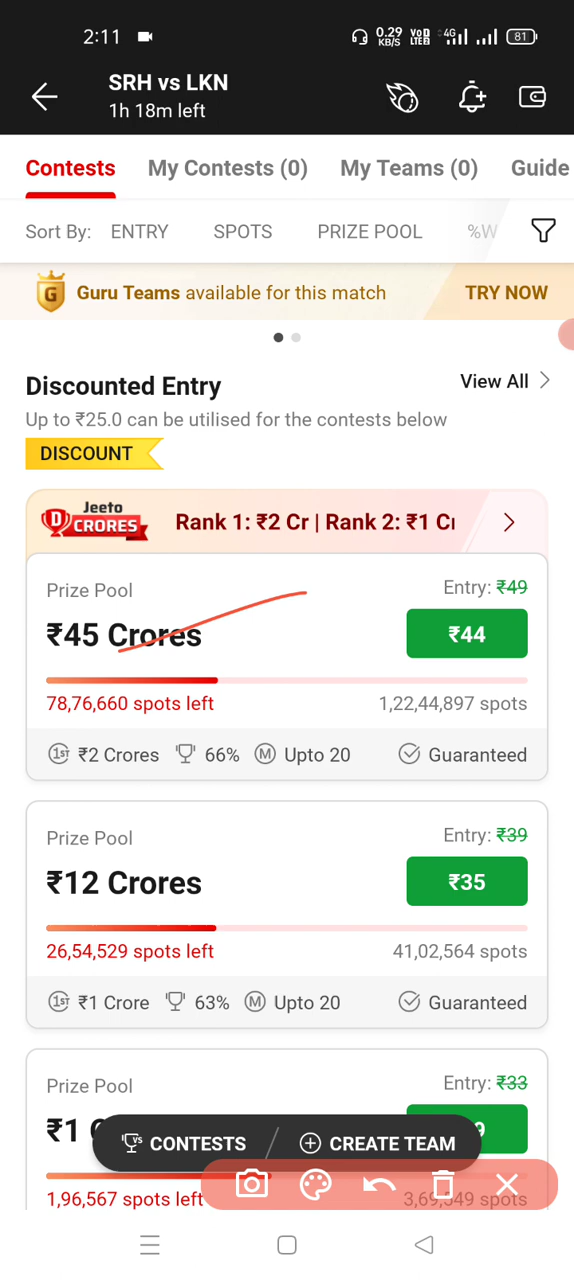 2:11
0.29 KB/S
VoD LTE2
4G
81
SRH vs LKN
1h 18m left
Contests
My Contests (0)
My Teams (0)
Guide
Sort By:
ENTRY
SPOTS
PRIZE POOL
%W
G
Guru Teams available for this match
TRY NOW
Discounted Entry
View All
Up to ₹25.0 can be utilised for the contests below
DISCOUNT
D Jeeto CRORES
Rank 1: ₹2 Cr | Rank 2: ₹1 Cr
Prize Pool
Entry: ₹49
₹45 Crores
₹44
78,76,660 spots left
1,22,44,897 spots
1ST ₹2 Crores
66%
M Upto 20
Guaranteed
Prize Pool
Entry: ₹39
₹12 Crores
₹35
26,54,529 spots left
41,02,564 spots
1ST ₹1 Crore
63%
M Upto 20
Guaranteed
Prize Pool
Entry: ₹33
₹1
VS CONTESTS
CREATE TEAM
1,96,567 spots left
3,69,549 spots